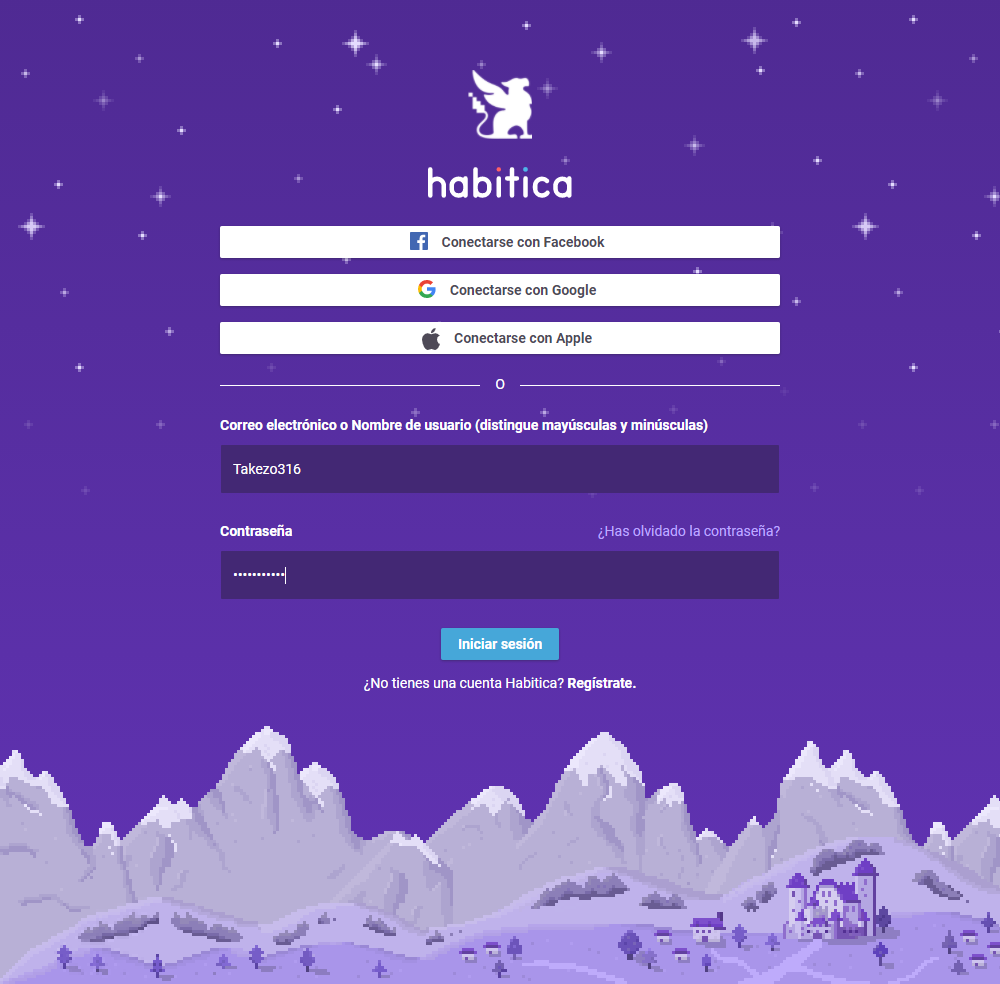 habitica
Conectarse con Facebook
Conectarse con Google
Conectarse con Apple
O
Correo electrónico o Nombre de usuario (distingue mayúsculas y minúsculas)
Takezo316
Contraseña ¿Has olvidado la contraseña?
•••••••••••
Iniciar sesión
¿No tienes una cuenta Habitica? Regístrate.